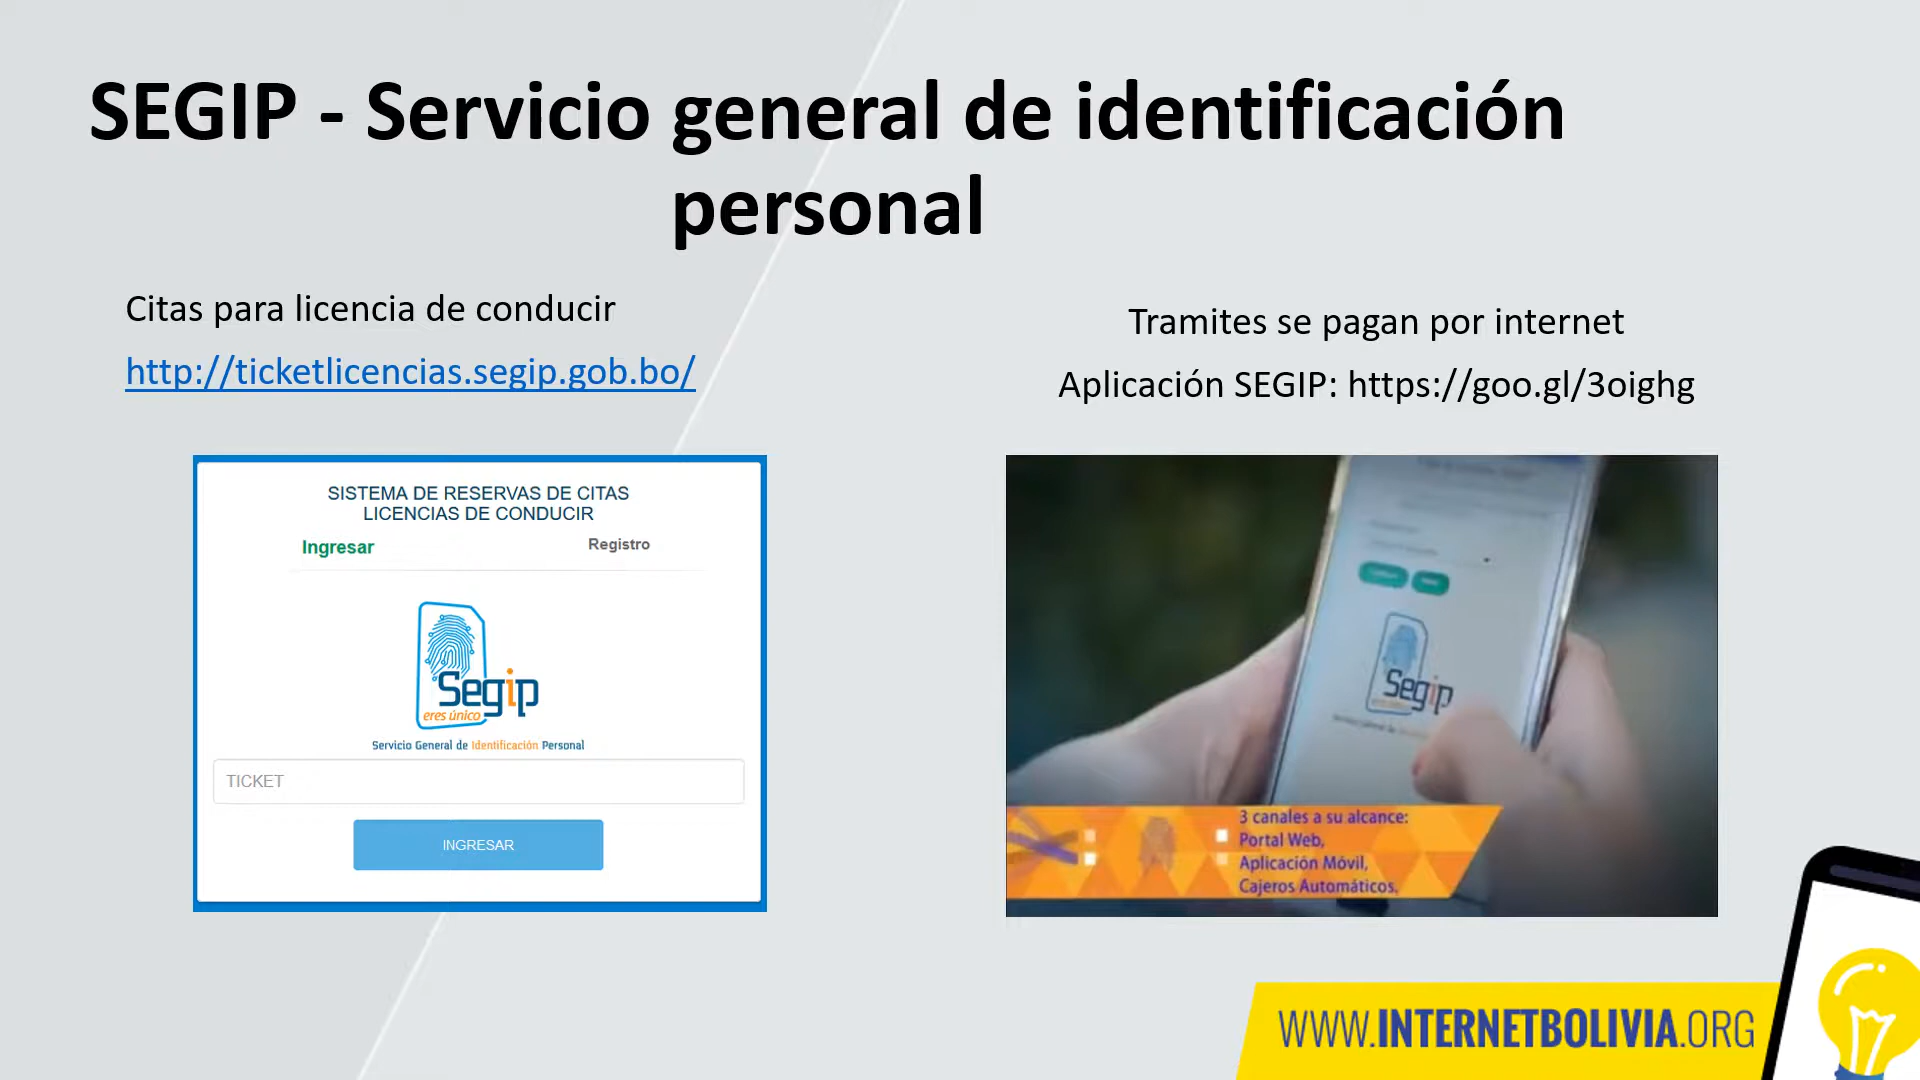 SEGIP - Servicio general de identificación
personal
Citas para licencia de conducir
http://ticketlicencias.segip.gob.bo/
Tramites se pagan por internet
Aplicación SEGIP: https://goo.gl/3oighg
SISTEMA DE RESERVAS DE CITAS
LICENCIAS DE CONDUCIR
Ingresar
Registro
Segip
eres único
Servicio General de Identificación Personal
TICKET
INGRESAR
Segip
3 canales a su alcance:
Portal Web,
Aplicación Móvil,
Cajeros Automáticos.
WWW.INTERNETBOLIVIA.ORG